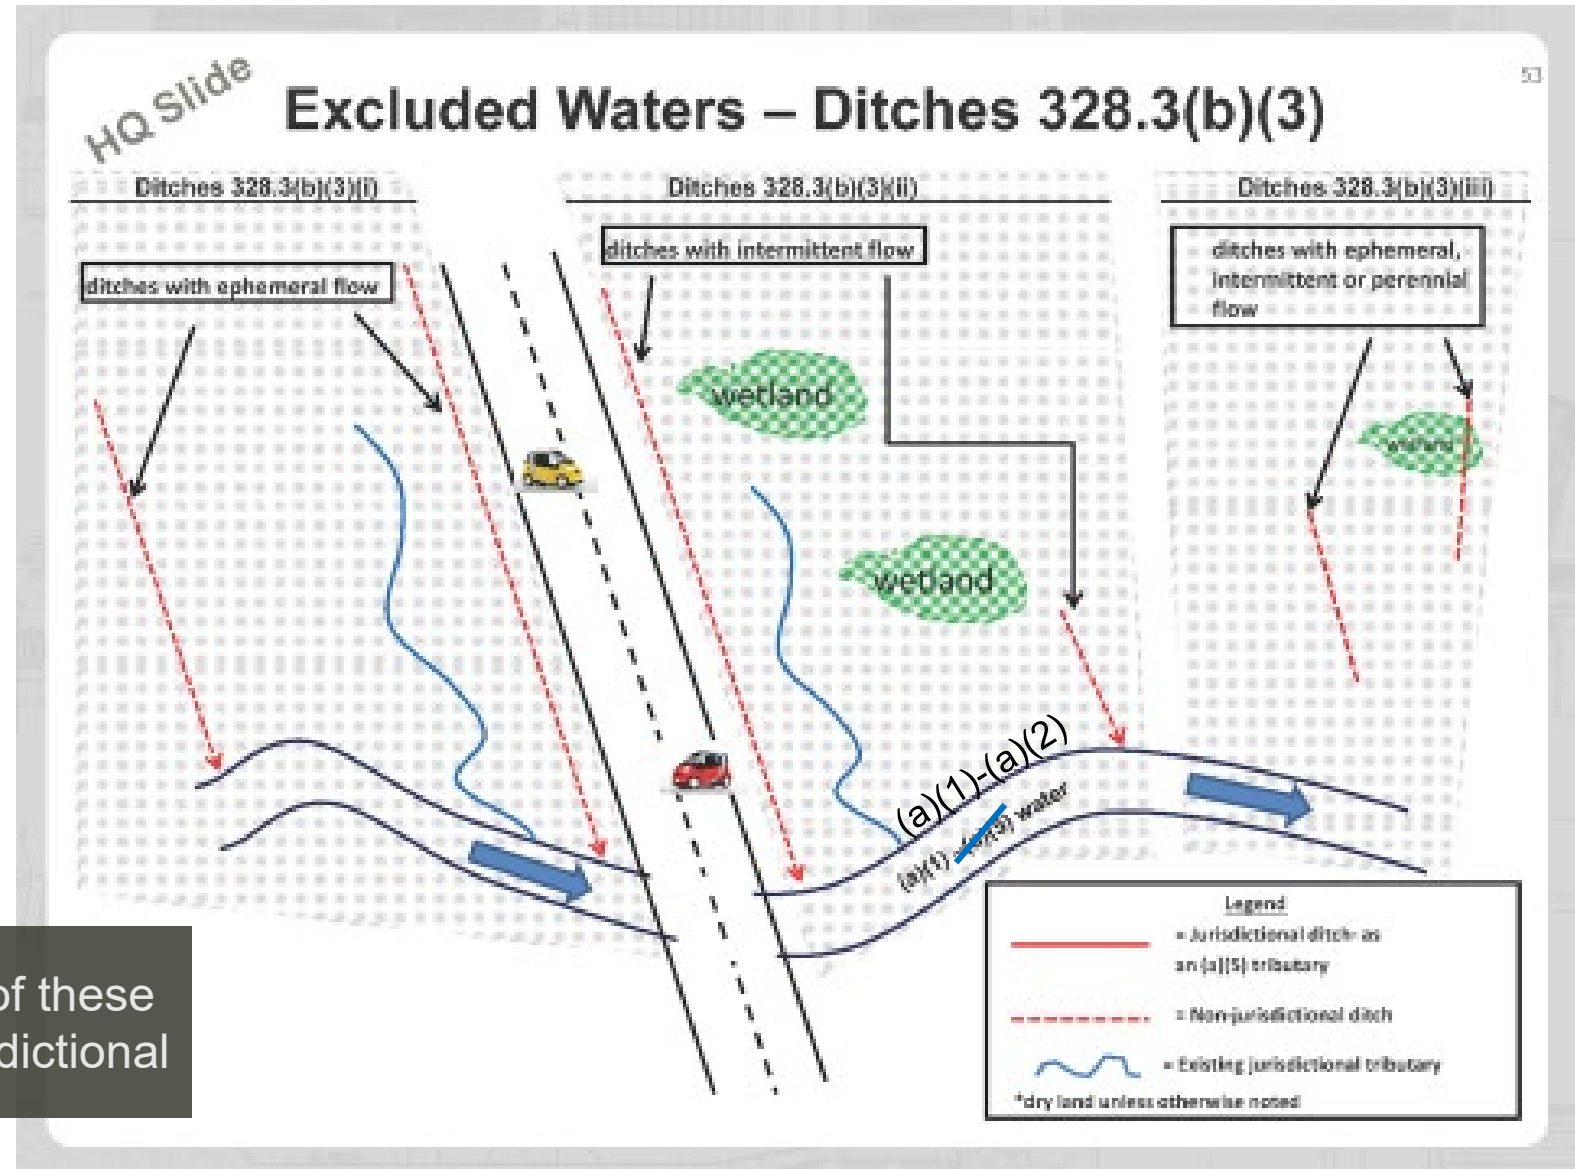 53
HQ Slide
Excluded Waters – Ditches 328.3(b)(3)
Ditches 328.3(b)(3)(i)
Ditches 328.3(b)(3)(ii)
Ditches 328.3(b)(3)(iii)
ditches with ephemeral flow
ditches with intermittent flow
ditches with ephemeral,
intermittent or perennial
flow
wetland
wetland
wetland
(a)(1)-(a)(2)
(a)(1) water
of these
dictional
Legend
= Jurisdictional ditch- as
an (a)(5) tributary
= Non-jurisdictional ditch
= Existing jurisdictional tributary
*dry land unless otherwise noted